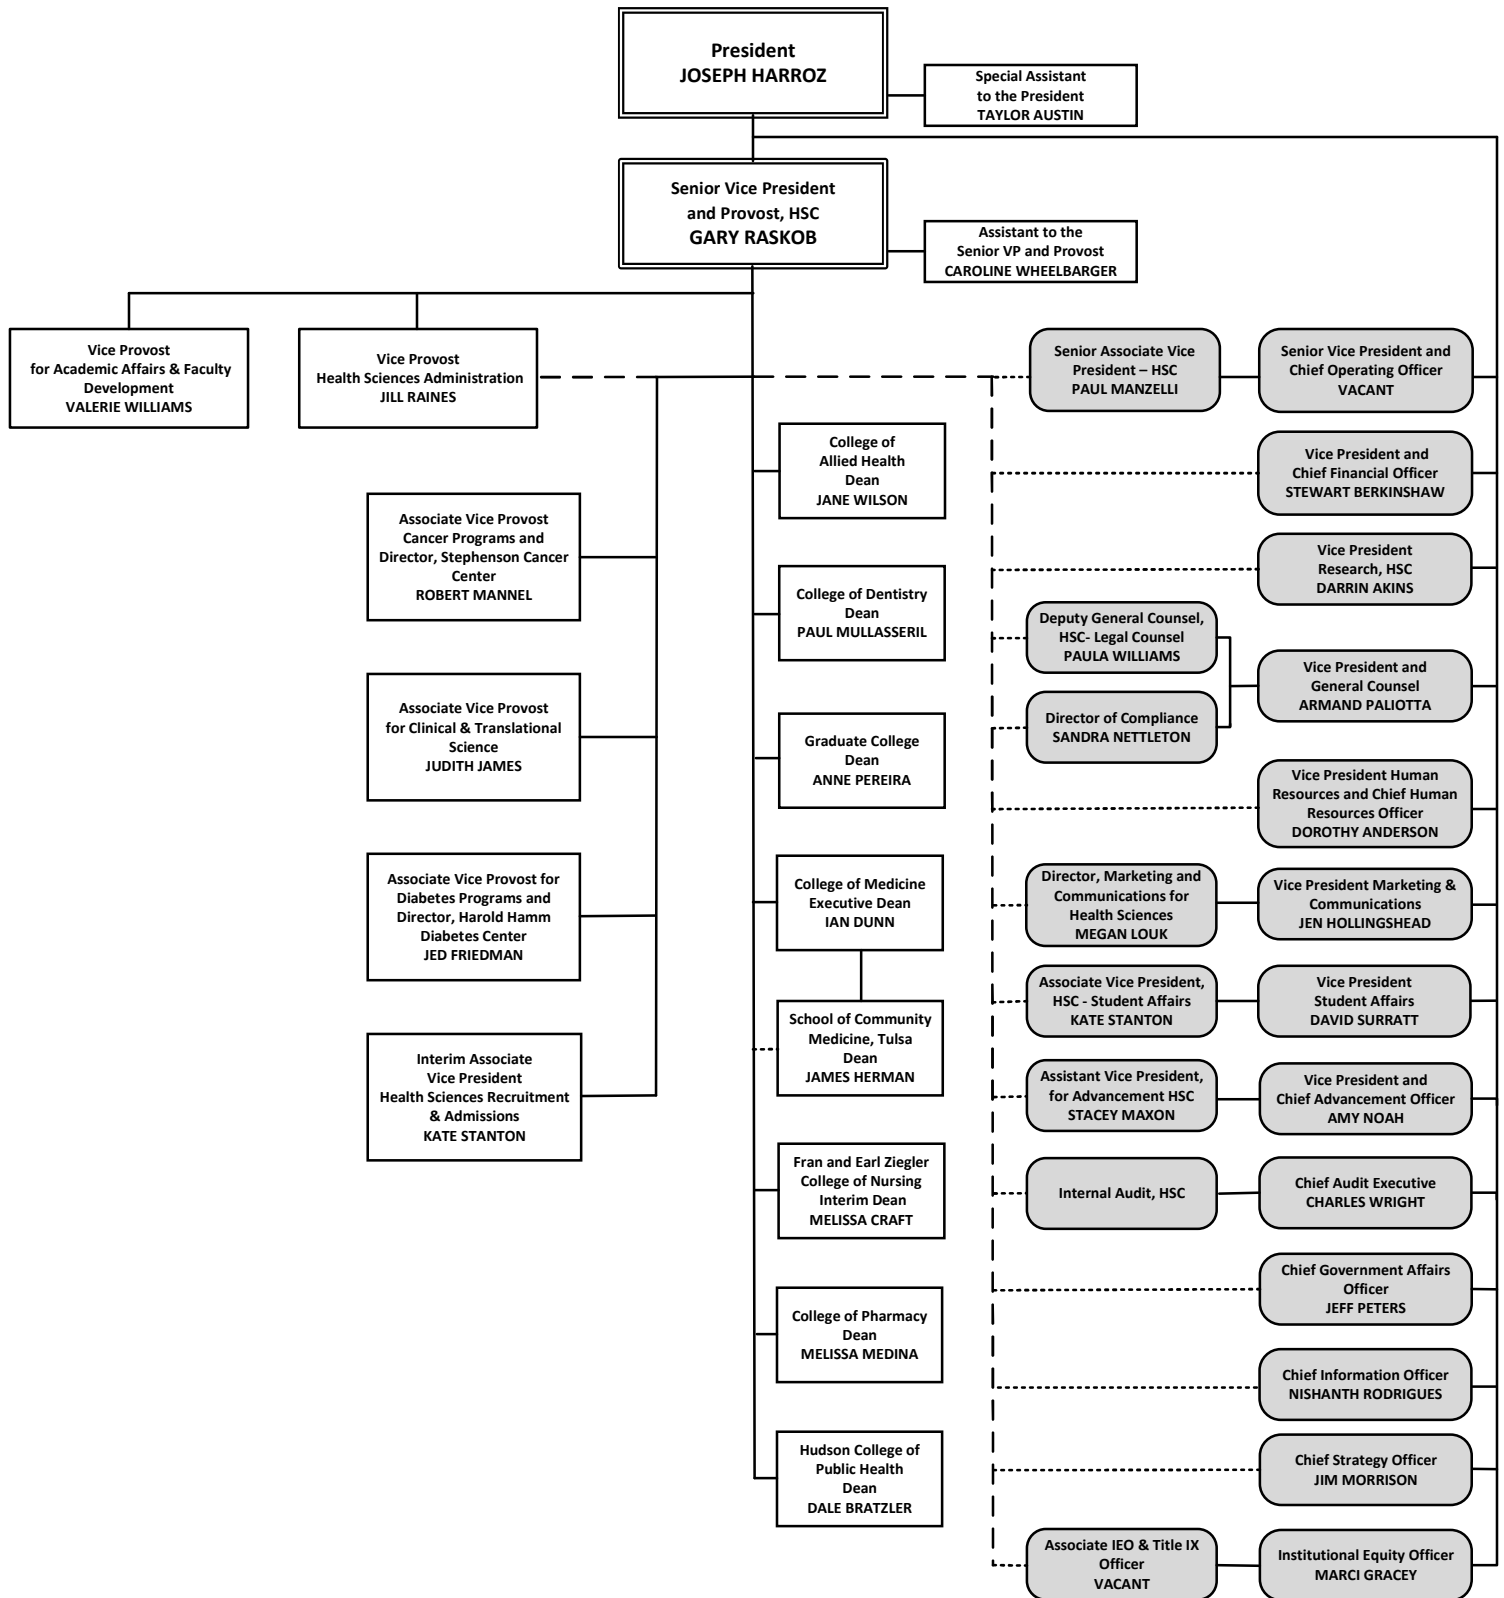 President
JOSEPH HARROZ
Special Assistant
to the President
TAYLOR AUSTIN
Senior Vice President
and Provost, HSC
GARY RASKOB
Assistant to the
Senior VP and Provost
CAROLINE WHEELBARGER
Vice Provost
for Academic Affairs & Faculty
Development
VALERIE WILLIAMS
Vice Provost
Health Sciences Administration
JILL RAINES
Associate Vice Provost
Cancer Programs and
Director, Stephenson Cancer
Center
ROBERT MANNEL
Associate Vice Provost
for Clinical & Translational
Science
JUDITH JAMES
Associate Vice Provost for
Diabetes Programs and
Director, Harold Hamm
Diabetes Center
JED FRIEDMAN
Interim Associate
Vice President
Health Sciences Recruitment
& Admissions
KATE STANTON
College of
Allied Health
Dean
JANE WILSON
College of Dentistry
Dean
PAUL MULLASSERIL
Graduate College
Dean
ANNE PEREIRA
College of Medicine
Executive Dean
IAN DUNN
School of Community
Medicine, Tulsa
Dean
JAMES HERMAN
Fran and Earl Ziegler
College of Nursing
Interim Dean
MELISSA CRAFT
College of Pharmacy
Dean
MELISSA MEDINA
Hudson College of
Public Health
Dean
DALE BRATZLER
Senior Associate Vice
President – HSC
PAUL MANZELLI
Senior Vice President and
Chief Operating Officer
VACANT
Vice President and
Chief Financial Officer
STEWART BERKINSHAW
Vice President
Research, HSC
DARRIN AKINS
Deputy General Counsel,
HSC- Legal Counsel
PAULA WILLIAMS
Director of Compliance
SANDRA NETTLETON
Vice President and
General Counsel
ARMAND PALIOTTA
Vice President Human
Resources and Chief Human
Resources Officer
DOROTHY ANDERSON
Director, Marketing and
Communications for
Health Sciences
MEGAN LOUK
Vice President Marketing &
Communications
JEN HOLLINGSHEAD
Associate Vice President,
HSC - Student Affairs
KATE STANTON
Vice President
Student Affairs
DAVID SURRATT
Assistant Vice President,
for Advancement HSC
STACEY MAXON
Vice President and
Chief Advancement Officer
AMY NOAH
Internal Audit, HSC
Chief Audit Executive
CHARLES WRIGHT
Chief Government Affairs
Officer
JEFF PETERS
Chief Information Officer
NISHANTH RODRIGUES
Chief Strategy Officer
JIM MORRISON
Associate IEO & Title IX
Officer
VACANT
Institutional Equity Officer
MARCI GRACEY